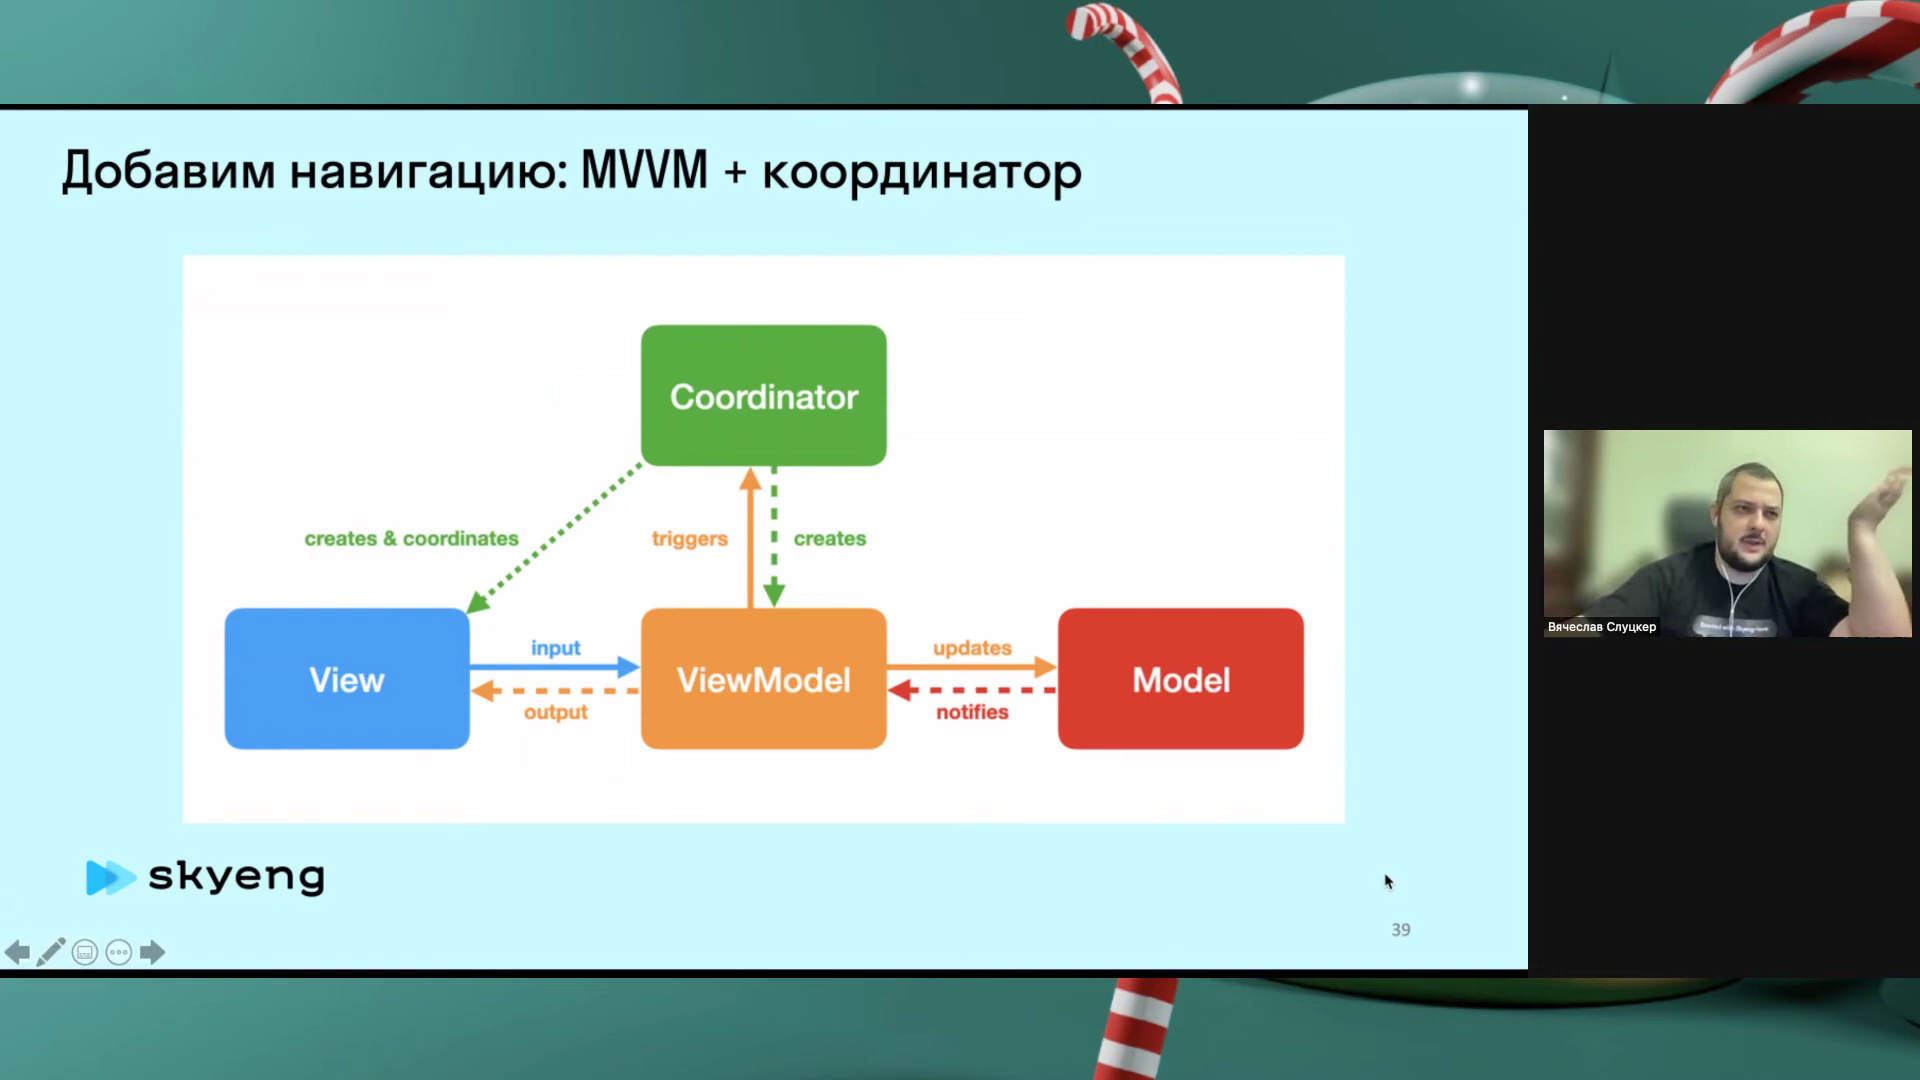 Добавим навигацию: MVVM + координатор
Coordinator
creates & coordinates
triggers
creates
View
input
output
ViewModel
updates
notifies
Model
skyeng
39
Вячеслав Слуцкер